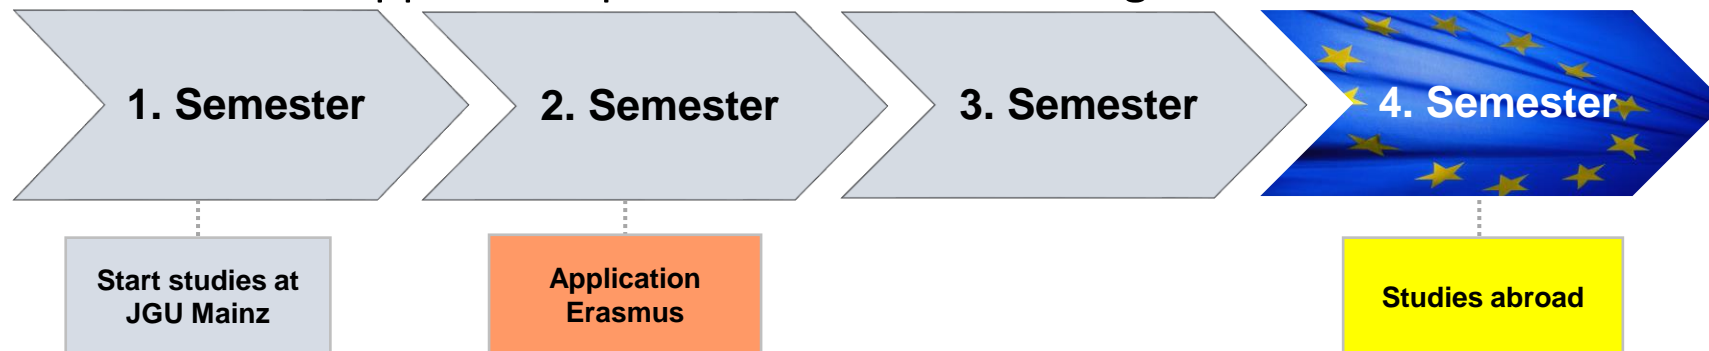 1. Semester
2. Semester
3. Semester
4. Semester
Start studies at
JGU Mainz
Application
Erasmus
Studies abroad